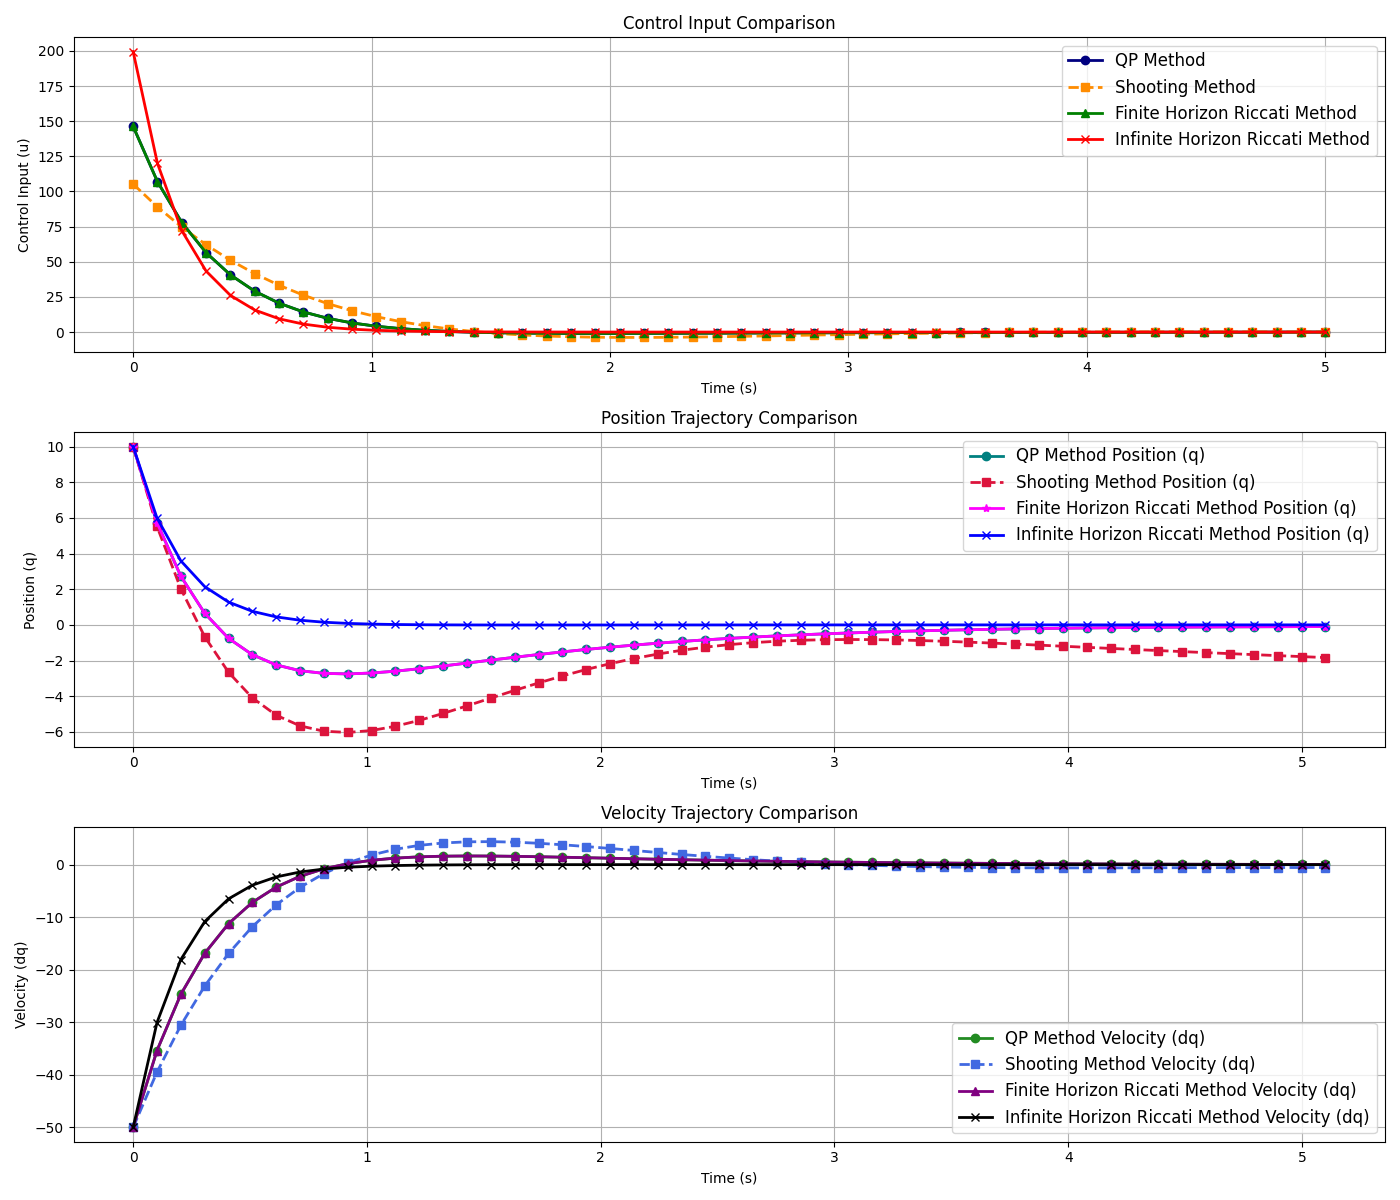 Control Input Comparison
200
175
150
125
100
75
50
25
0
Control Input (u)
QP Method
Shooting Method
Finite Horizon Riccati Method
Infinite Horizon Riccati Method
0 1 2 3 4 5
Time (s)
Position Trajectory Comparison
10
8
6
4
2
0
−2
−4
−6
Position (q)
QP Method Position (q)
Shooting Method Position (q)
Finite Horizon Riccati Method Position (q)
Infinite Horizon Riccati Method Position (q)
0 1 2 3 4 5
Time (s)
Velocity Trajectory Comparison
0
−10
−20
−30
−40
−50
Velocity (dq)
QP Method Velocity (dq)
Shooting Method Velocity (dq)
Finite Horizon Riccati Method Velocity (dq)
Infinite Horizon Riccati Method Velocity (dq)
0 1 2 3 4 5
Time (s)